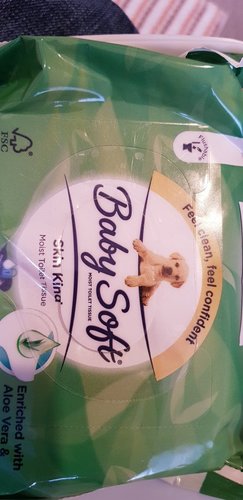 FSC
Feel clean, feel confident
Baby Soft®
MOIST TOILET TISSUE
Skin Kind
Moist Toilet Tissue
Enriched with
Aloe Vera &